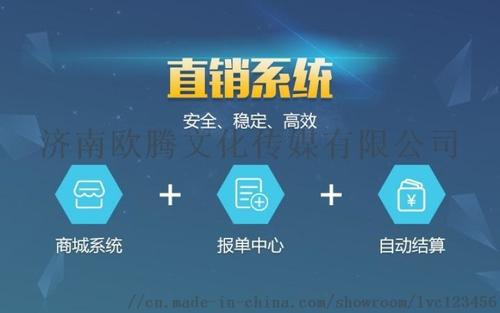 直销系统
安全、稳定、高效
济南欧腾文化传媒有限公司
+ +
¥
商城系统 报单中心 自动结算
//cn.made-in-china.com/showroom/lvc123456